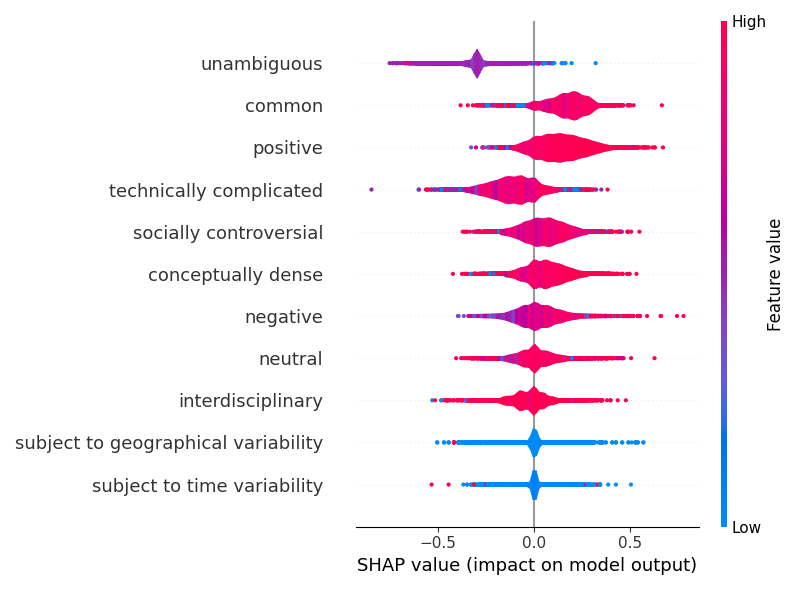 High
unambiguous
common
positive
technically complicated
socially controversial
conceptually dense
negative
neutral
interdisciplinary
subject to geographical variability
subject to time variability
Feature value
Low
−0.5 0.0 0.5
SHAP value (impact on model output)